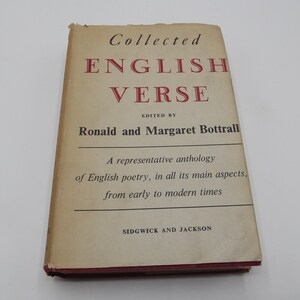 Collected
ENGLISH
VERSE
EDITED BY
Ronald and Margaret Bottrall
A representative anthology
of English poetry, in all its main aspects,
from early to modern times
SIDGWICK AND JACKSON